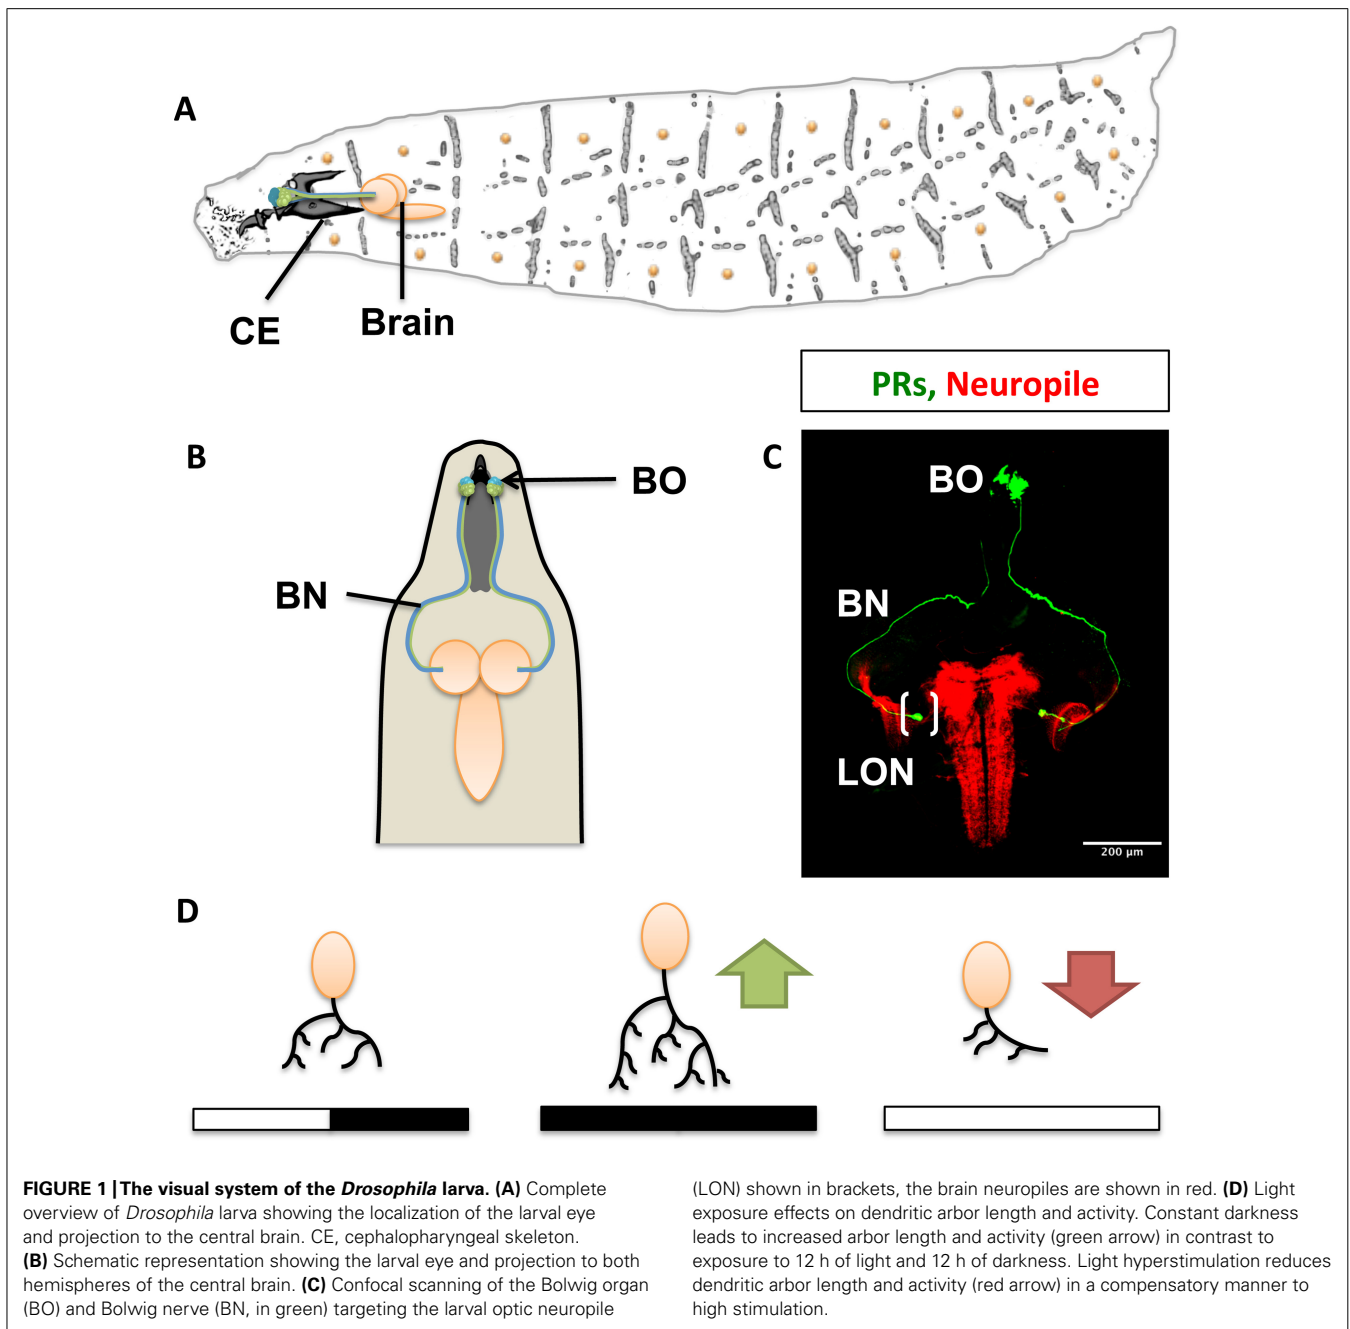 A
CE
Brain
PRs, Neuropile
B
BO
BN
C
BO
BN
LON
200 µm
D
FIGURE 1 | The visual system of the Drosophila larva. (A) Complete
overview of Drosophila larva showing the localization of the larval eye
and projection to the central brain. CE, cephalopharyngeal skeleton.
(B) Schematic representation showing the larval eye and projection to both
hemispheres of the central brain. (C) Confocal scanning of the Bolwig organ
(BO) and Bolwig nerve (BN, in green) targeting the larval optic neuropile
(LON) shown in brackets, the brain neuropiles are shown in red. (D) Light
exposure effects on dendritic arbor length and activity. Constant darkness
leads to increased arbor length and activity (green arrow) in contrast to
exposure to 12 h of light and 12 h of darkness. Light hyperstimulation reduces
dendritic arbor length and activity (red arrow) in a compensatory manner to
high stimulation.